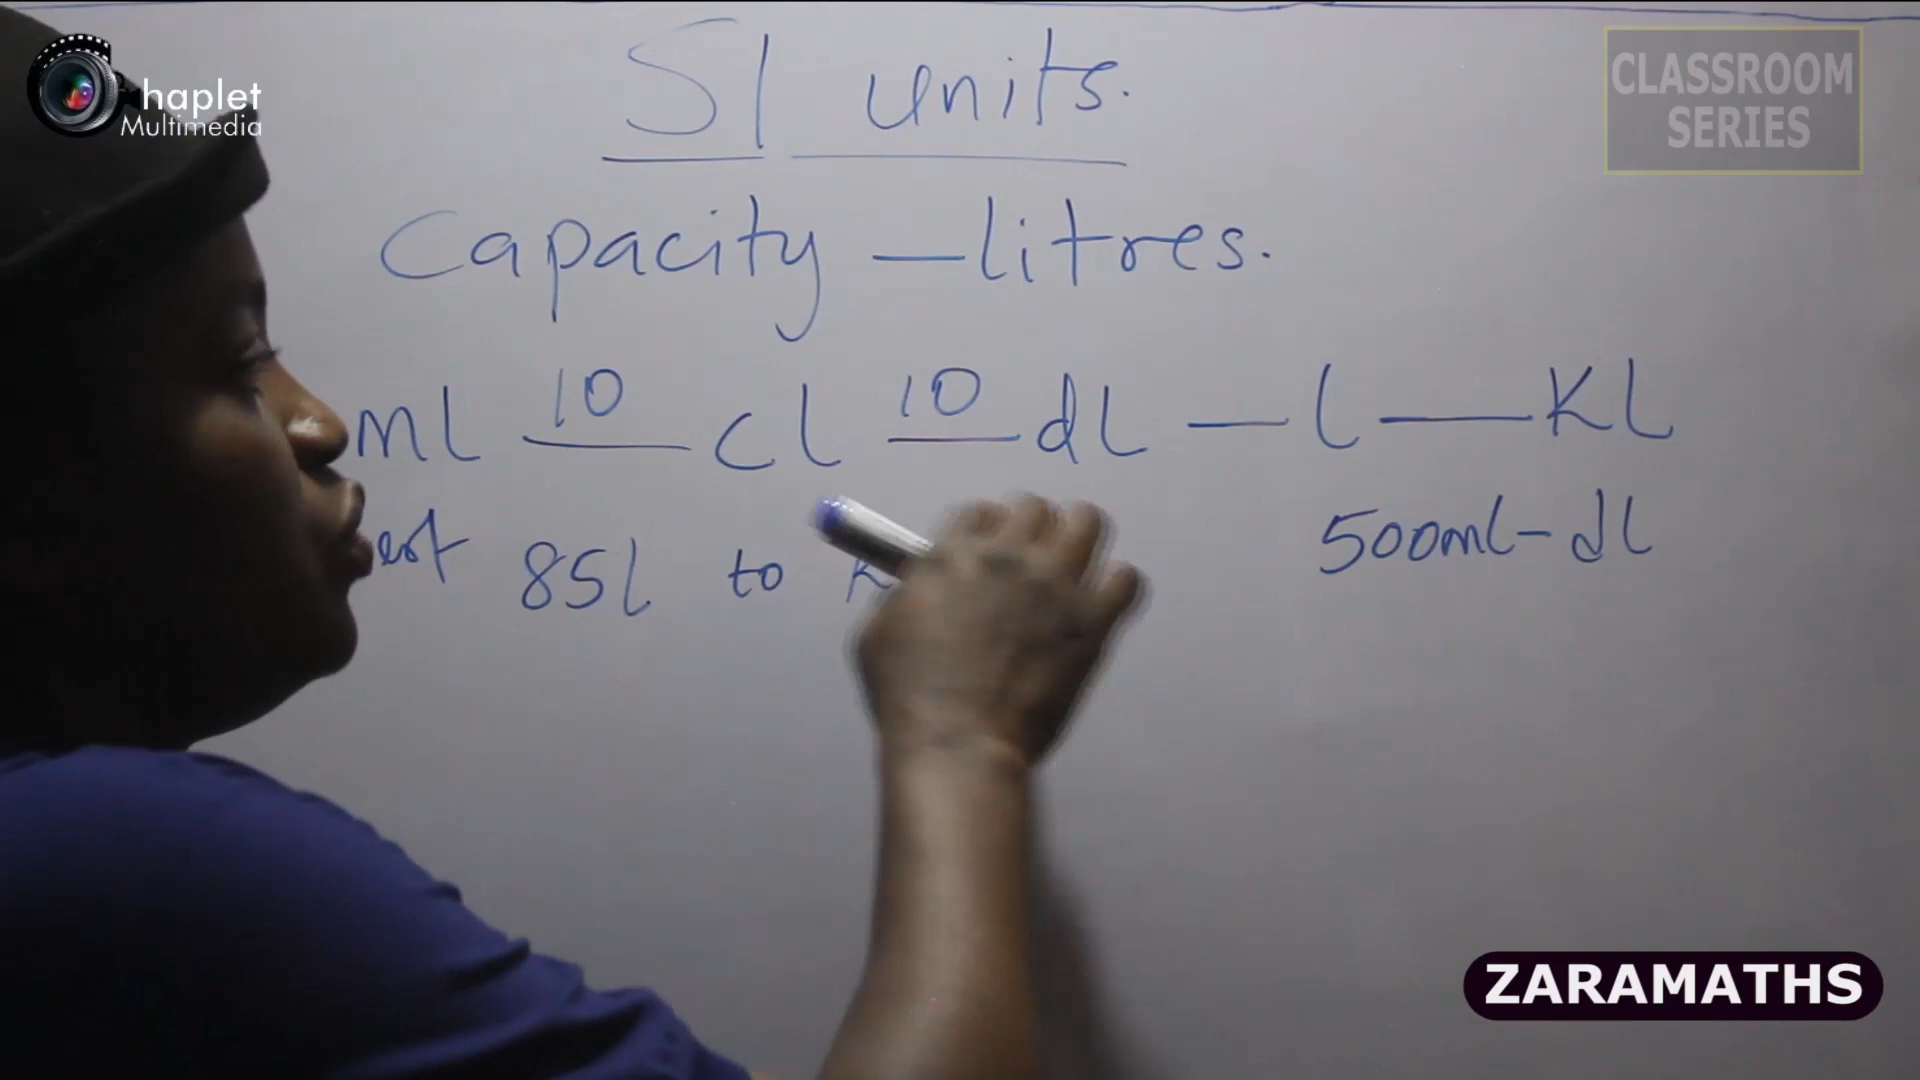 haplet
Multimedia
CLASSROOM
SERIES
SI units.
Capacity - litres.
ml 10 cl 10 dl - l - Kl
85l to
500ml - dl
ZARAMATHS